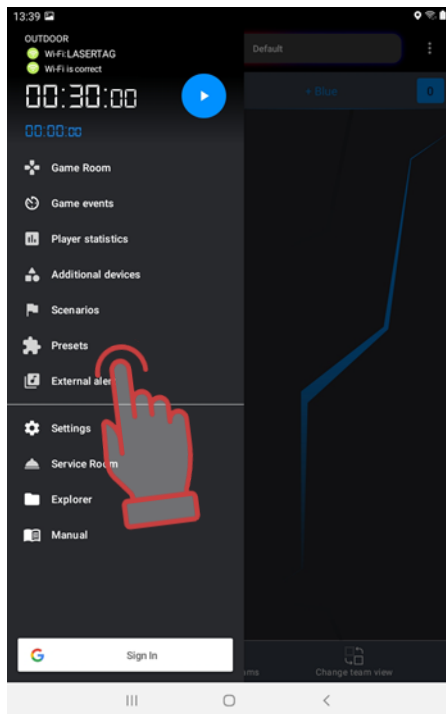 13:39
OUTDOOR
Wi-Fi: LASERTAG
Wi-Fi is correct
Default
00:30:00
+ Blue
0
00:00:00
Game Room
Game events
Player statistics
Additional devices
Scenarios
Presets
External aler
Settings
Service Room
Explorer
Manual
G
Sign In
ms
Change team view